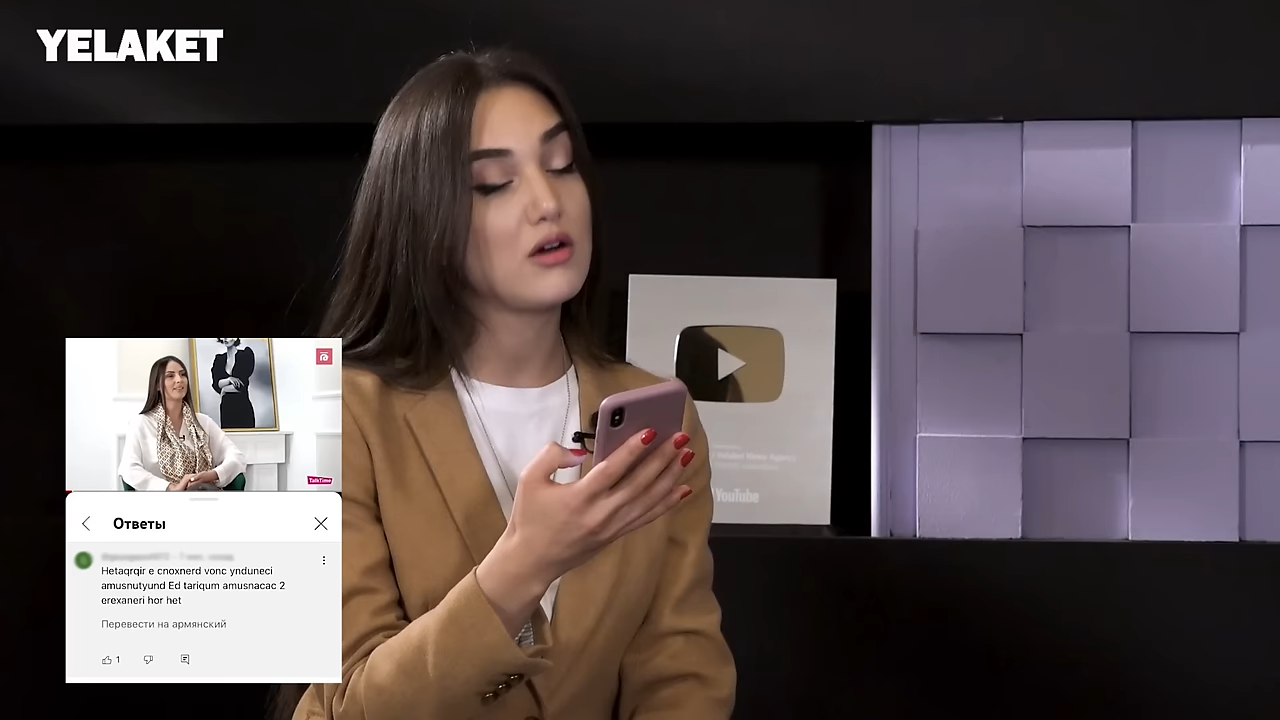 YELAKET
TalkTime
Ответы
Hetaqrqir e cnoxnerd vonc ynduneci
amusnutyund Ed tariqum amusnacac 2
erexaneri hor het
Перевести на армянский
1
YouTube